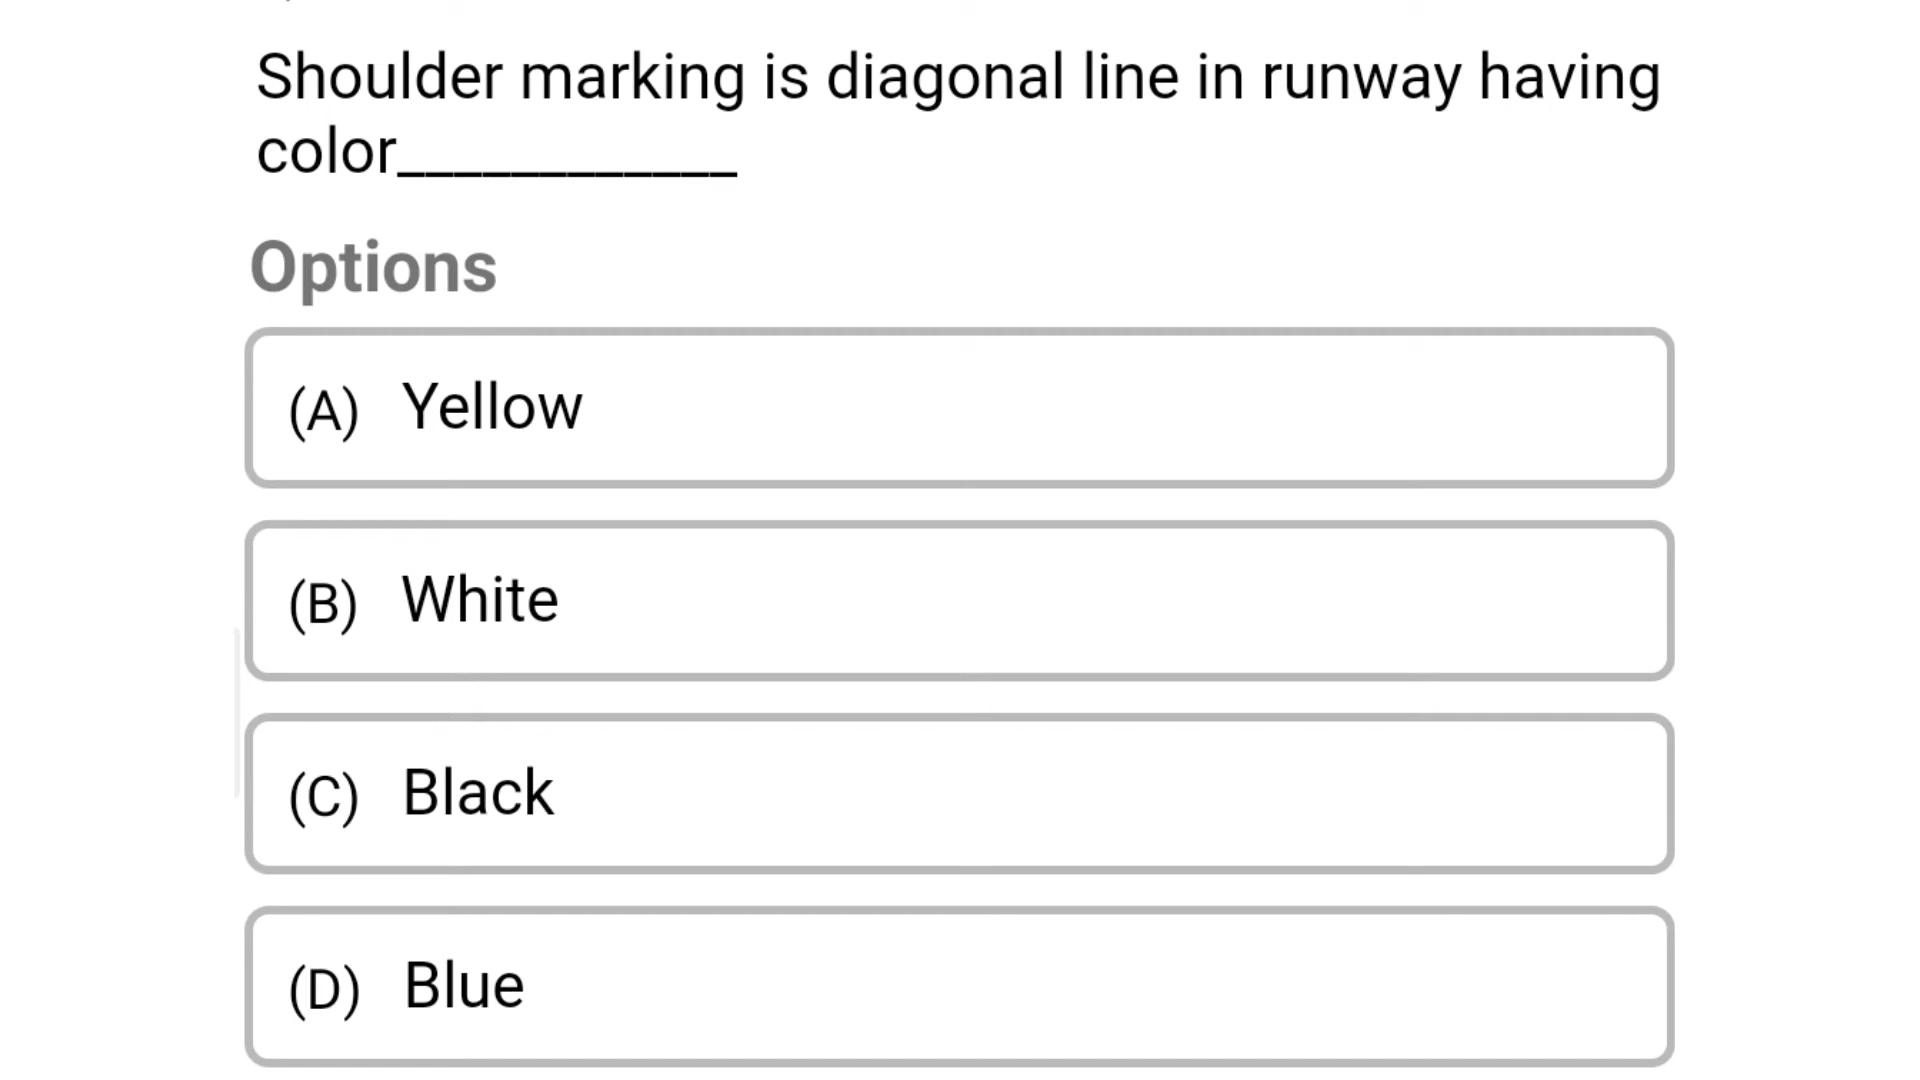 Shoulder marking is diagonal line in runway having
color____________
Options
(A) Yellow
(B) White
(C) Black
(D) Blue